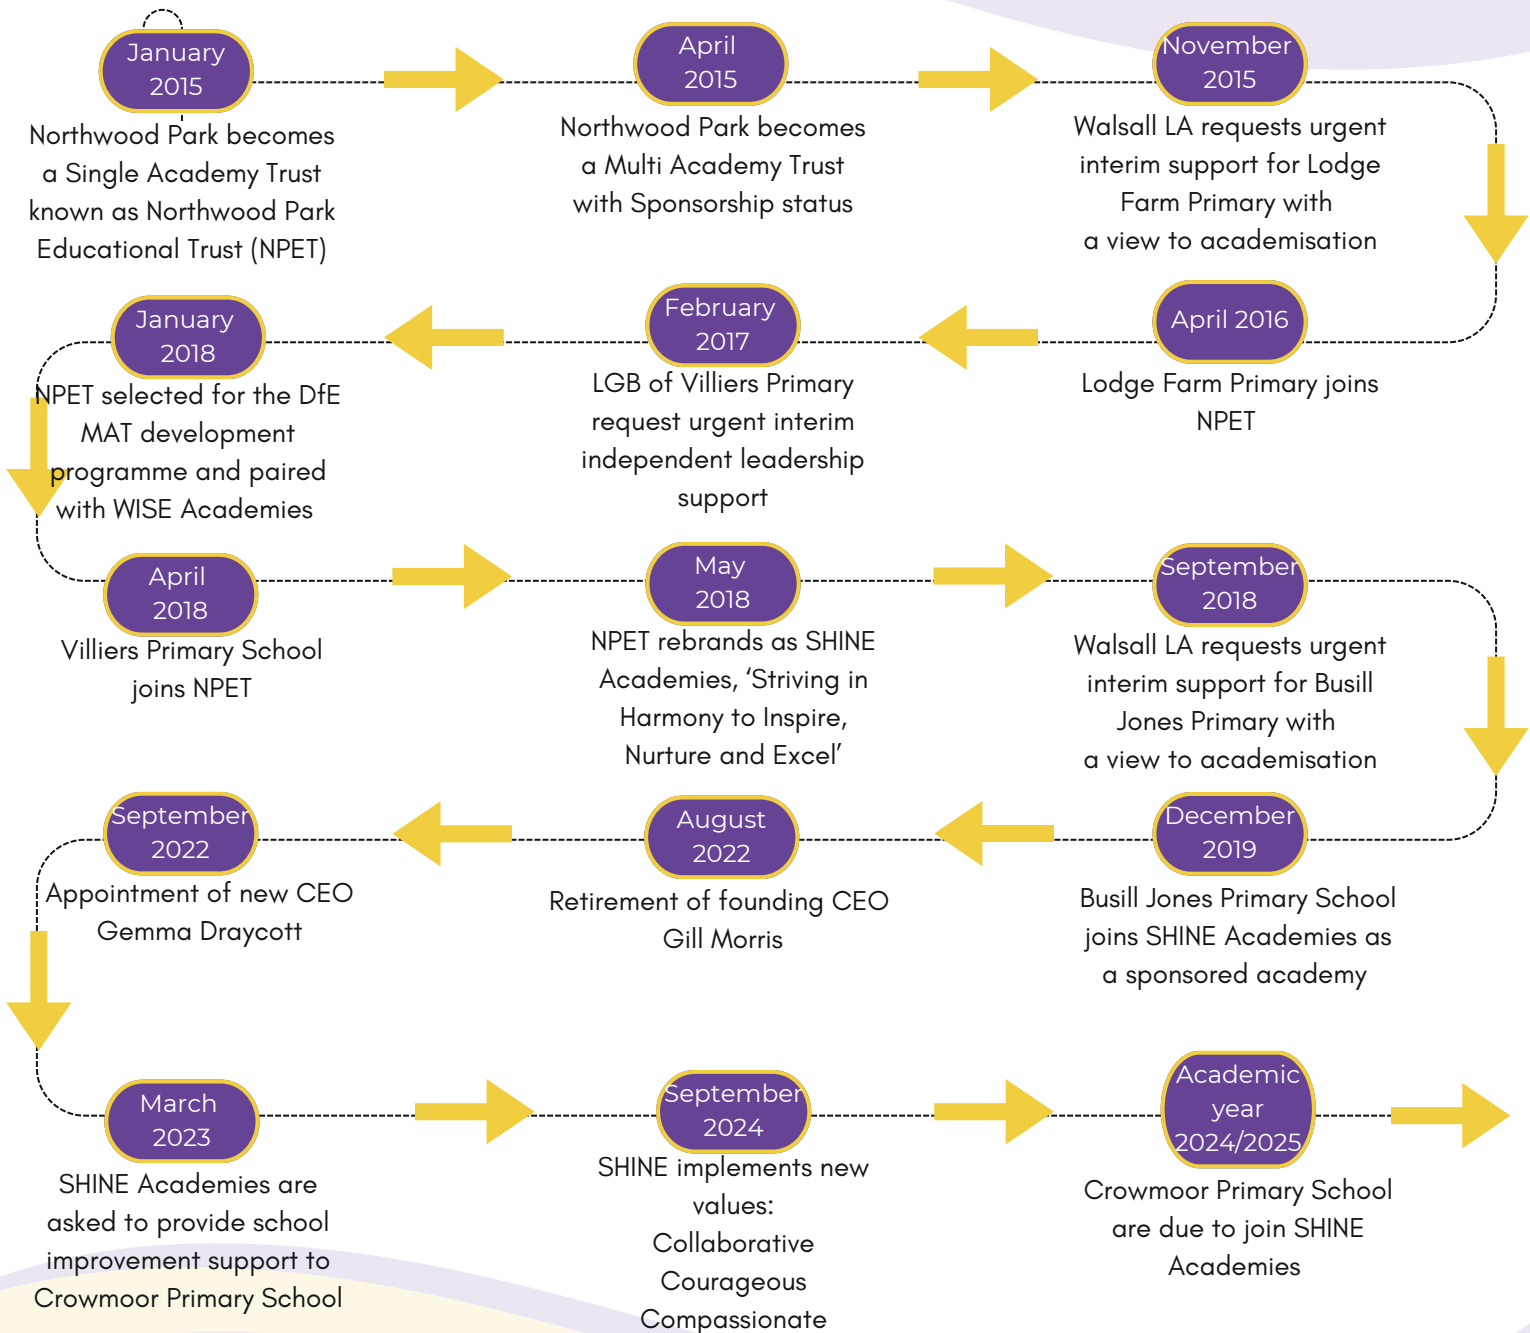 January
2015
Northwood Park becomes
a Single Academy Trust
known as Northwood Park
Educational Trust (NPET)
April
2015
Northwood Park becomes
a Multi Academy Trust
with Sponsorship status
November
2015
Walsall LA requests urgent
interim support for Lodge
Farm Primary with
a view to academisation
April 2016
Lodge Farm Primary joins
NPET
February
2017
LGB of Villiers Primary
request urgent interim
independent leadership
support
January
2018
NPET selected for the DfE
MAT development
programme and paired
with WISE Academies
April
2018
Villiers Primary School
joins NPET
May
2018
NPET rebrands as SHINE
Academies, ‘Striving in
Harmony to Inspire,
Nurture and Excel’
September
2018
Walsall LA requests urgent
interim support for Busill
Jones Primary with
a view to academisation
December
2019
Busill Jones Primary School
joins SHINE Academies as
a sponsored academy
August
2022
Retirement of founding CEO
Gill Morris
September
2022
Appointment of new CEO
Gemma Draycott
March
2023
SHINE Academies are
asked to provide school
improvement support to
Crowmoor Primary School
September
2024
SHINE implements new
values:
Collaborative
Courageous
Compassionate
Academic
year
2024/2025
Crowmoor Primary School
are due to join SHINE
Academies